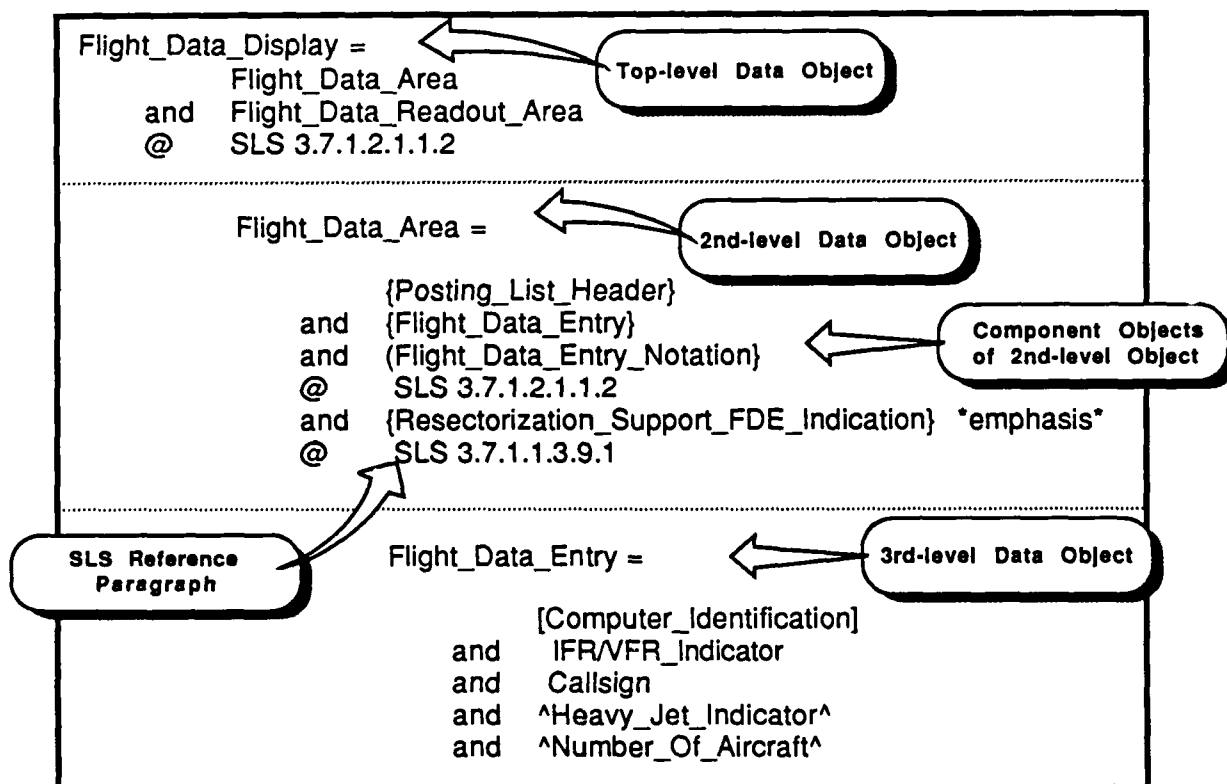 Flight_Data_Display =
Top-level Data Object
Flight_Data_Area
and Flight_Data_Readout_Area
@ SLS 3.7.1.2.1.1.2
Flight_Data_Area =
2nd-level Data Object
{Posting_List_Header}
and {Flight_Data_Entry}
and (Flight_Data_Entry_Notation}
@ SLS 3.7.1.2.1.1.2
and {Resectorization_Support_FDE_Indication} *emphasis*
@ SLS 3.7.1.1.3.9.1
Component Objects
of 2nd-level Object
SLS Reference
Paragraph
Flight_Data_Entry =
3rd-level Data Object
[Computer_Identification]
and IFR/VFR_Indicator
and Callsign
and ^Heavy_Jet_Indicator^
and ^Number_Of_Aircraft^